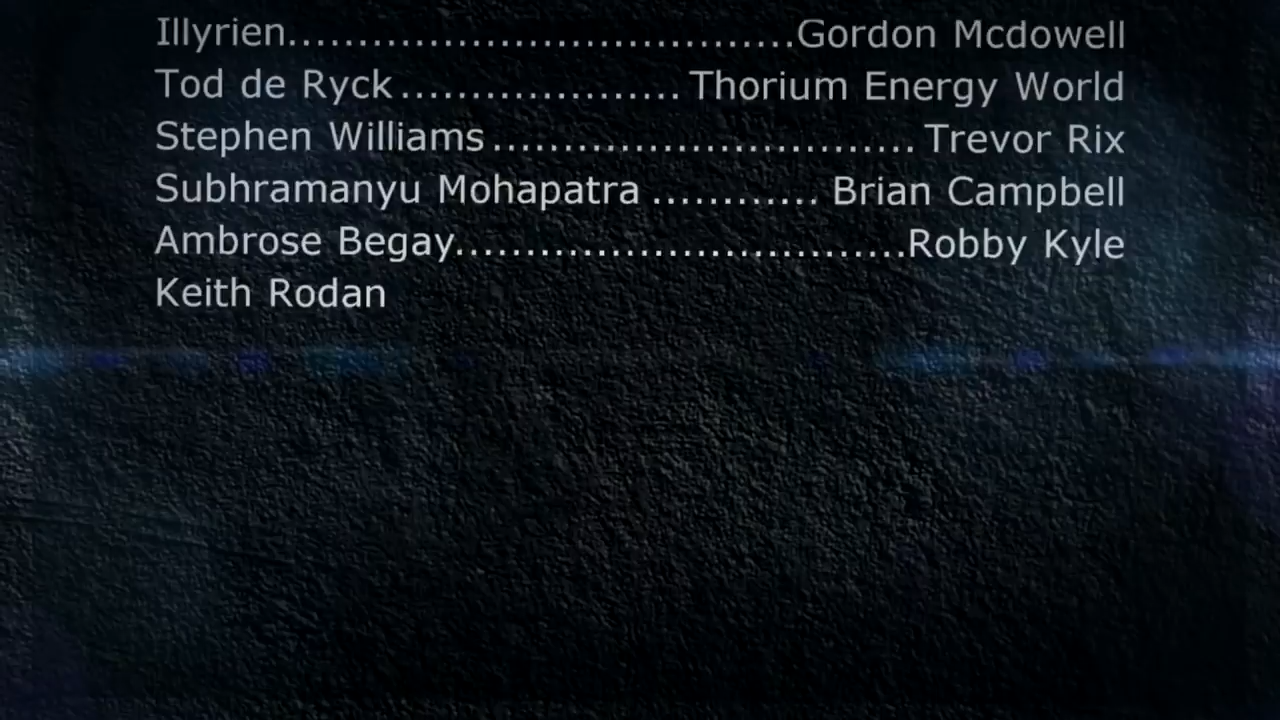 Illyrien....................................Gordon Mcdowell
Tod de Ryck.................... Thorium Energy World
Stephen Williams.............................. Trevor Rix
Subhramanyu Mohapatra ............ Brian Campbell
Ambrose Begay................................Robby Kyle
Keith Rodan